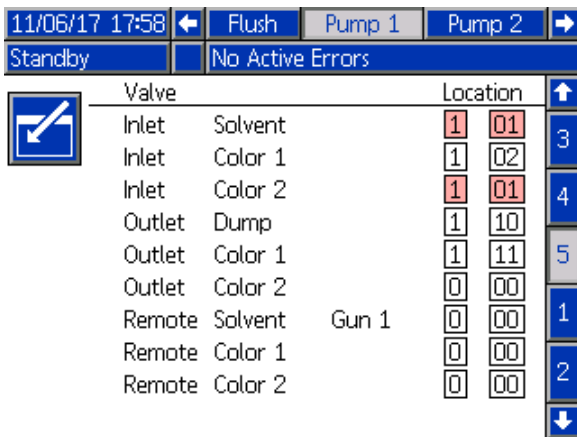 11/06/17 17:58 Flush Pump 1 Pump 2
Standby No Active Errors
Valve Location
Inlet Solvent 1 01
Inlet Color 1 1 02
Inlet Color 2 1 01
Outlet Dump 1 10
Outlet Color 1 1 11
Outlet Color 2 0 00
Remote Solvent Gun 1 0 00
Remote Color 1 0 00
Remote Color 2 0 00
3
4
5
1
2